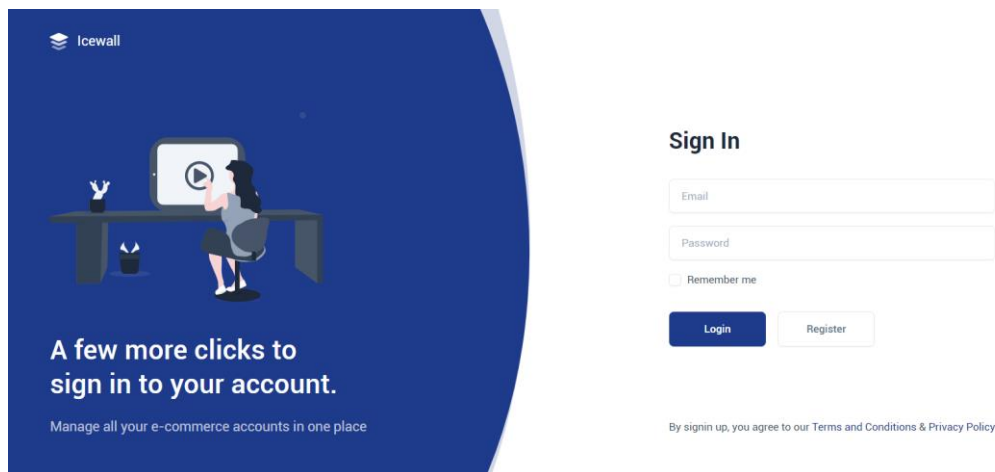 Icewall
A few more clicks to
sign in to your account.
Manage all your e-commerce accounts in one place
Sign In
Email
Password
Remember me
Login
Register
By signin up, you agree to our Terms and Conditions & Privacy Policy